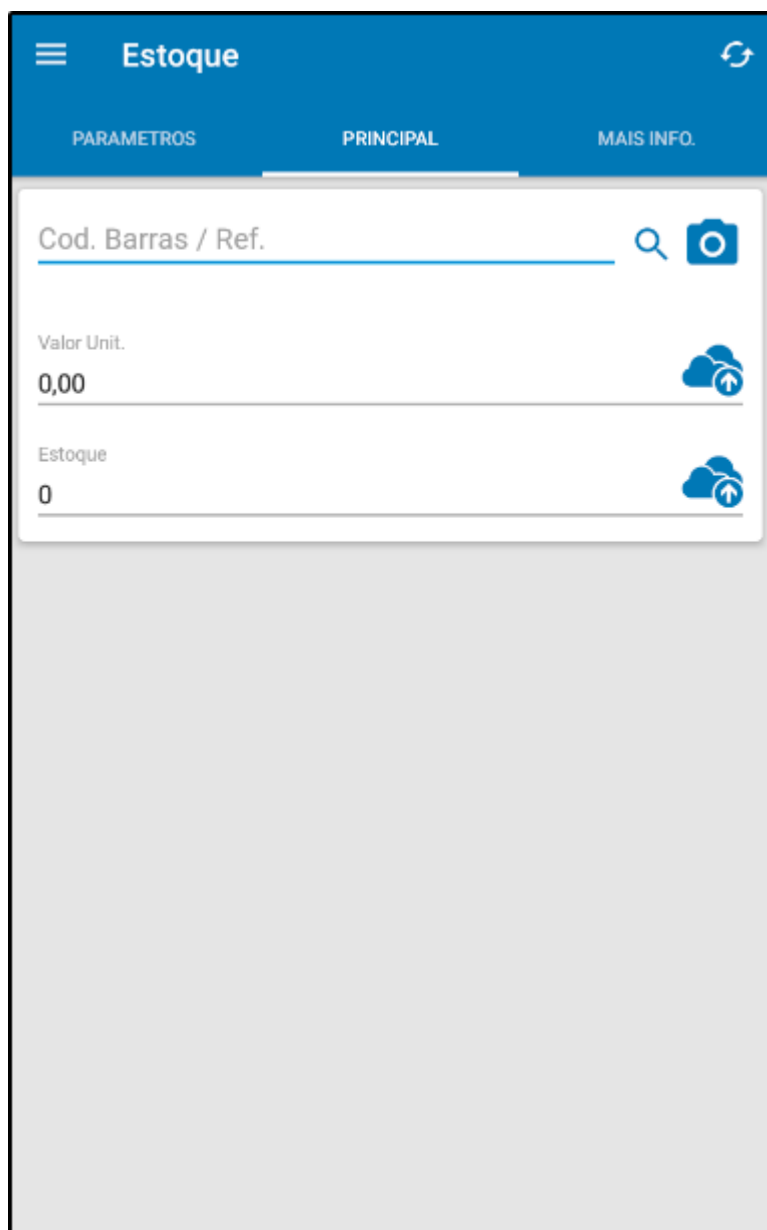 Estoque
PARAMETROS PRINCIPAL MAIS INFO.
Cod. Barras / Ref.
Valor Unit.
0,00
Estoque
0